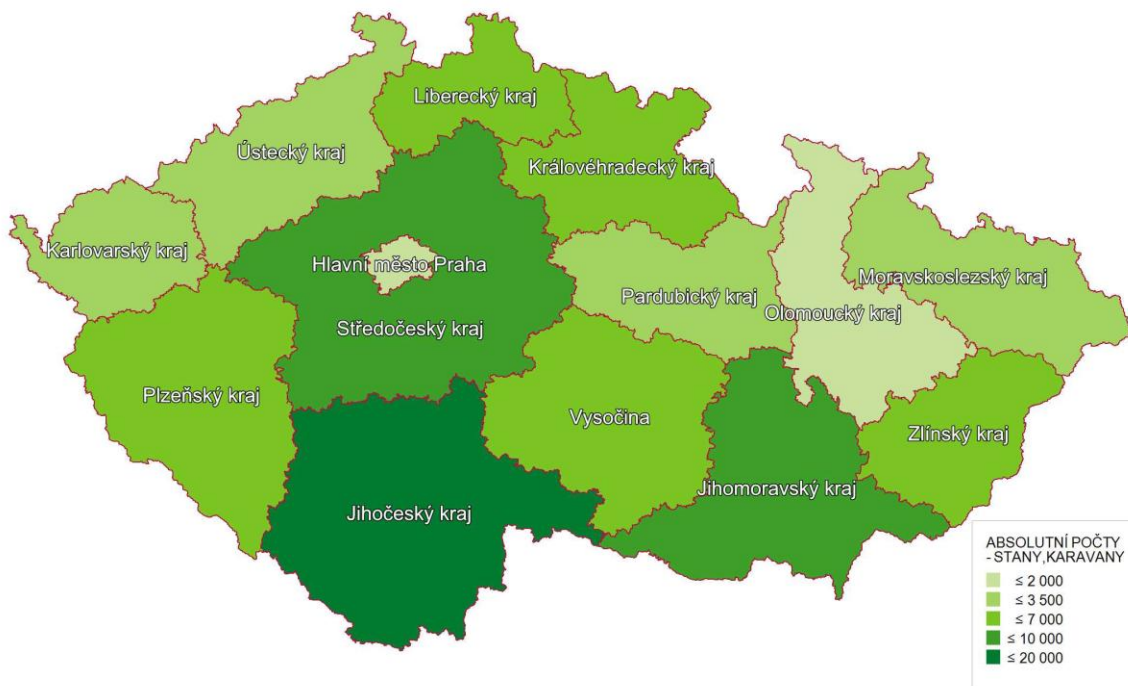 Liberecký kraj
Ústecký kraj
Královéhradecký kraj
Karlovarský kraj
Hlavní město Praha
Moravskoslezský kraj
Pardubický kraj
Olomoucký kraj
Středočeský kraj
Plzeňský kraj
Vysočina
Zlínský kraj
Jihomoravský kraj
Jihočeský kraj
ABSOLUTNÍ POČTY
- STANY,KARAVANY
≤ 2 000
≤ 3 500
≤ 7 000
≤ 10 000
≤ 20 000